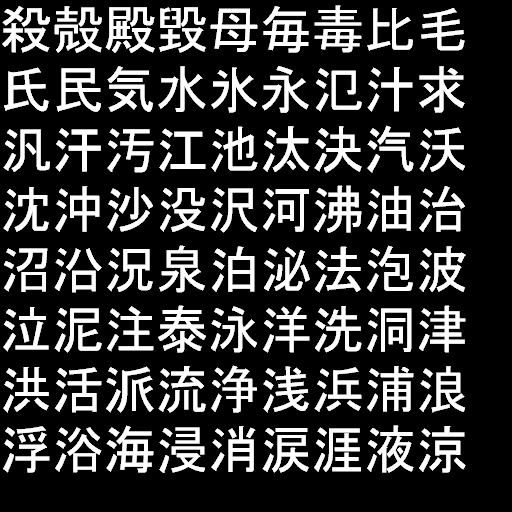 殺殻殿毀母毎毒比毛
氏民気水氷永氾汁求
汎汗汚江池汰決汽沃
沈沖沙没沢河沸油治
沼沿況泉泊泌法泡波
泣泥注泰泳洋洗洞津
洪活派流浄浅浜浦浪
浮浴海浸消涙涯液涼